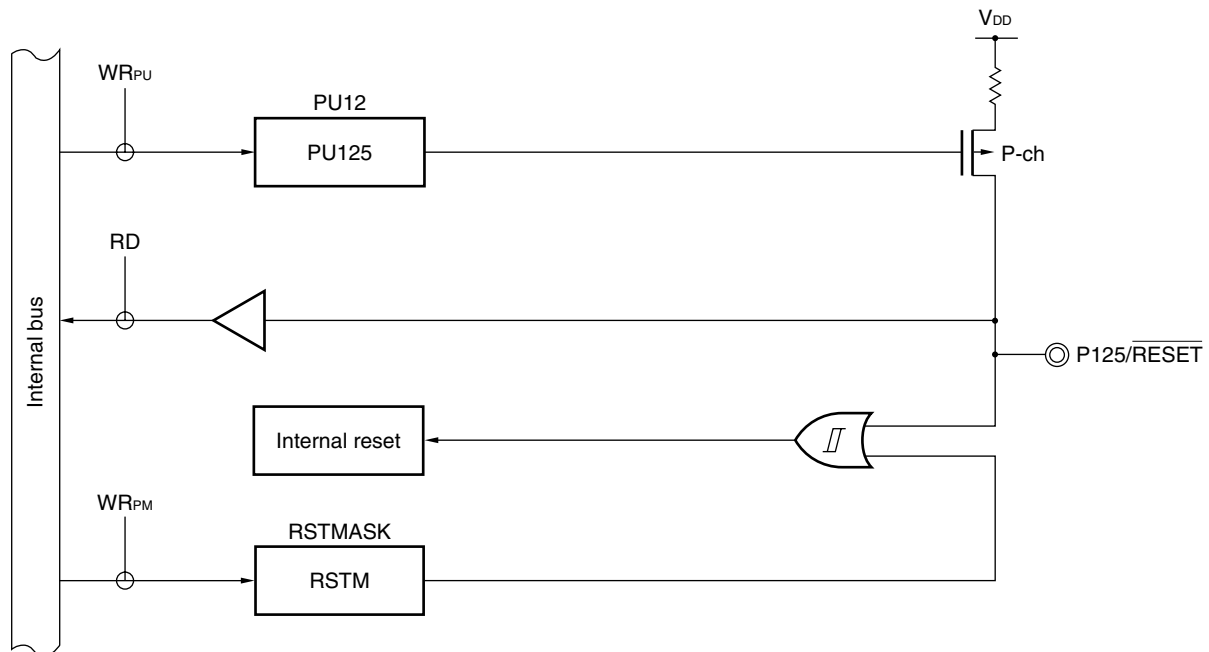 VDD
WRPU
PU12
PU125
P-ch
RD
Internal bus
P125/RESET
Internal reset
WRPM
RSTMASK
RSTM